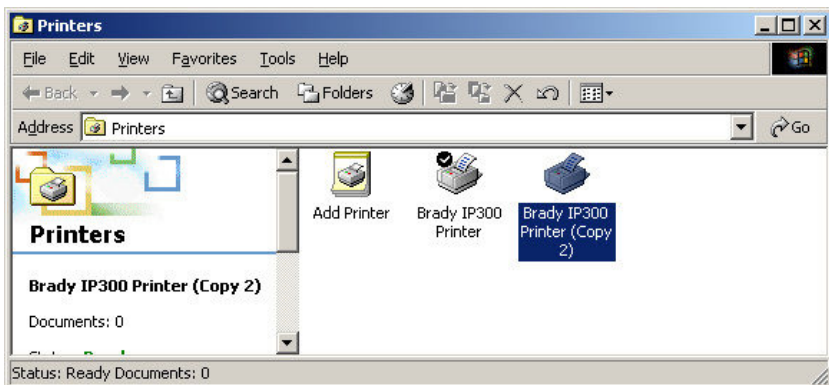 Printers
File Edit View Favorites Tools Help
Back Search Folders
Address Printers Go
Add Printer
Brady IP300
Printer
Brady IP300
Printer (Copy
2)
Printers
Brady IP300 Printer (Copy 2)
Documents: 0
Status: Ready Documents: 0